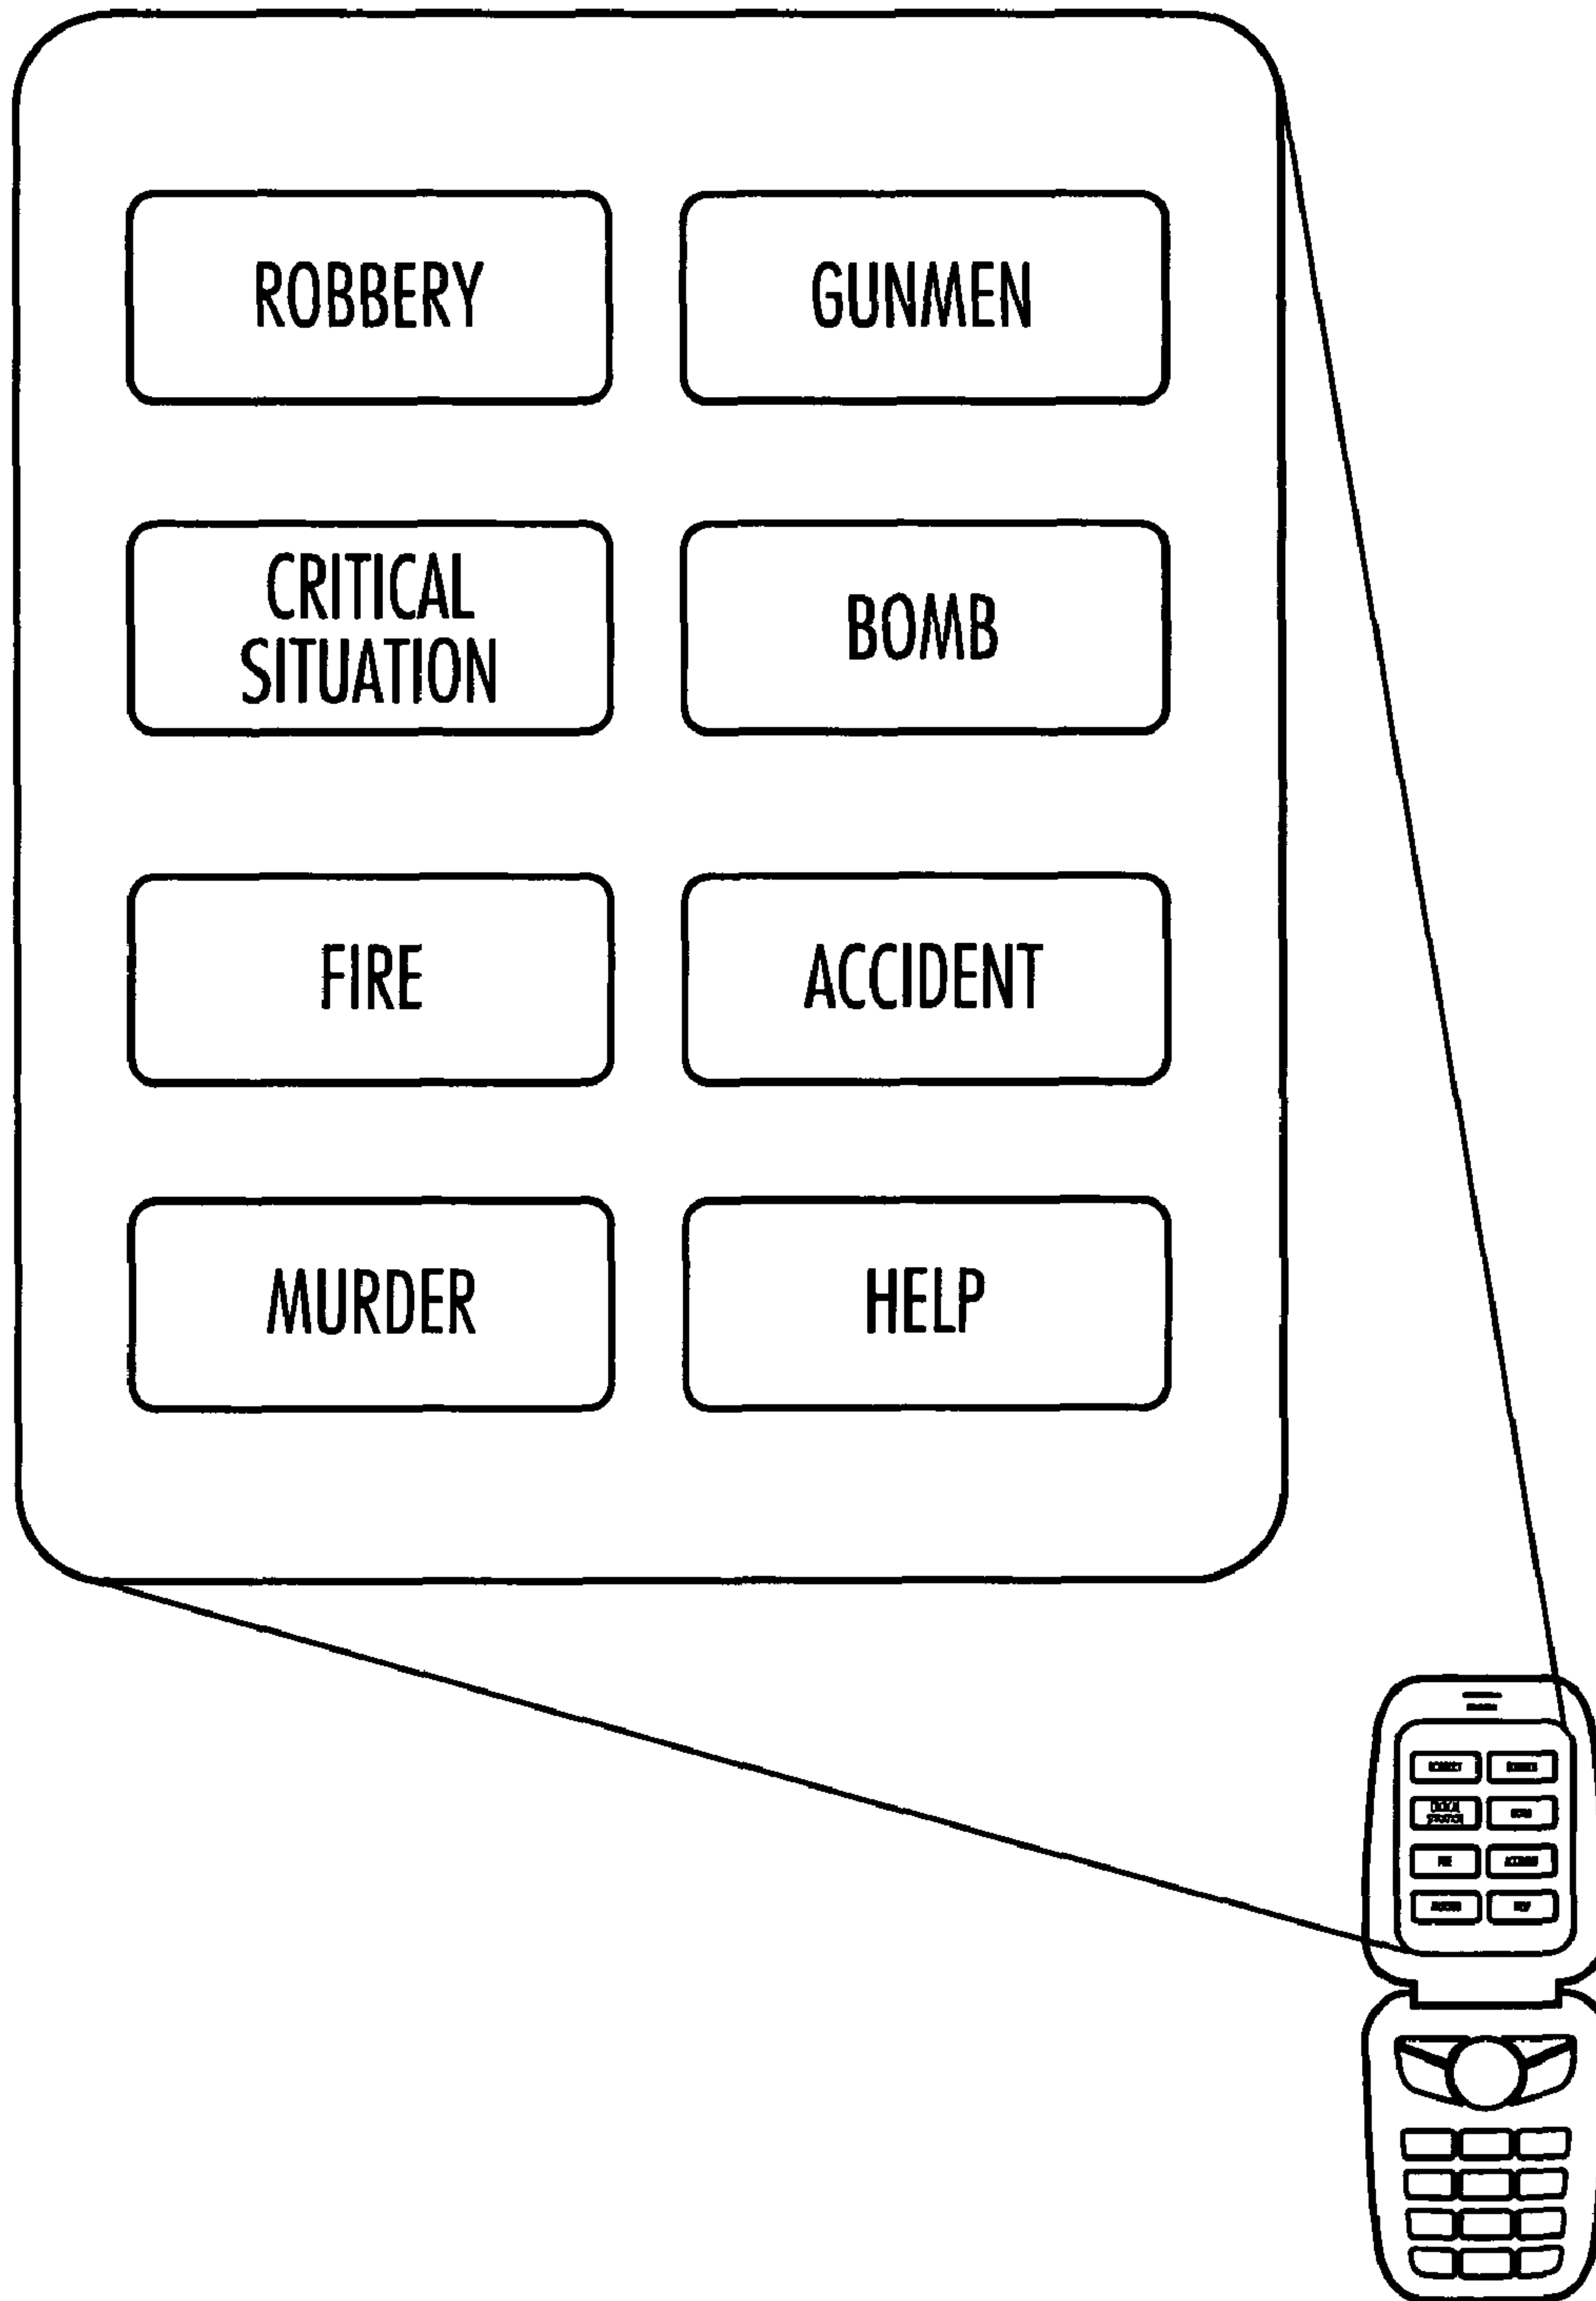 ROBBERY
GUNMEN
CRITICAL
SITUATION
BOMB
FIRE
ACCIDENT
MURDER
HELP